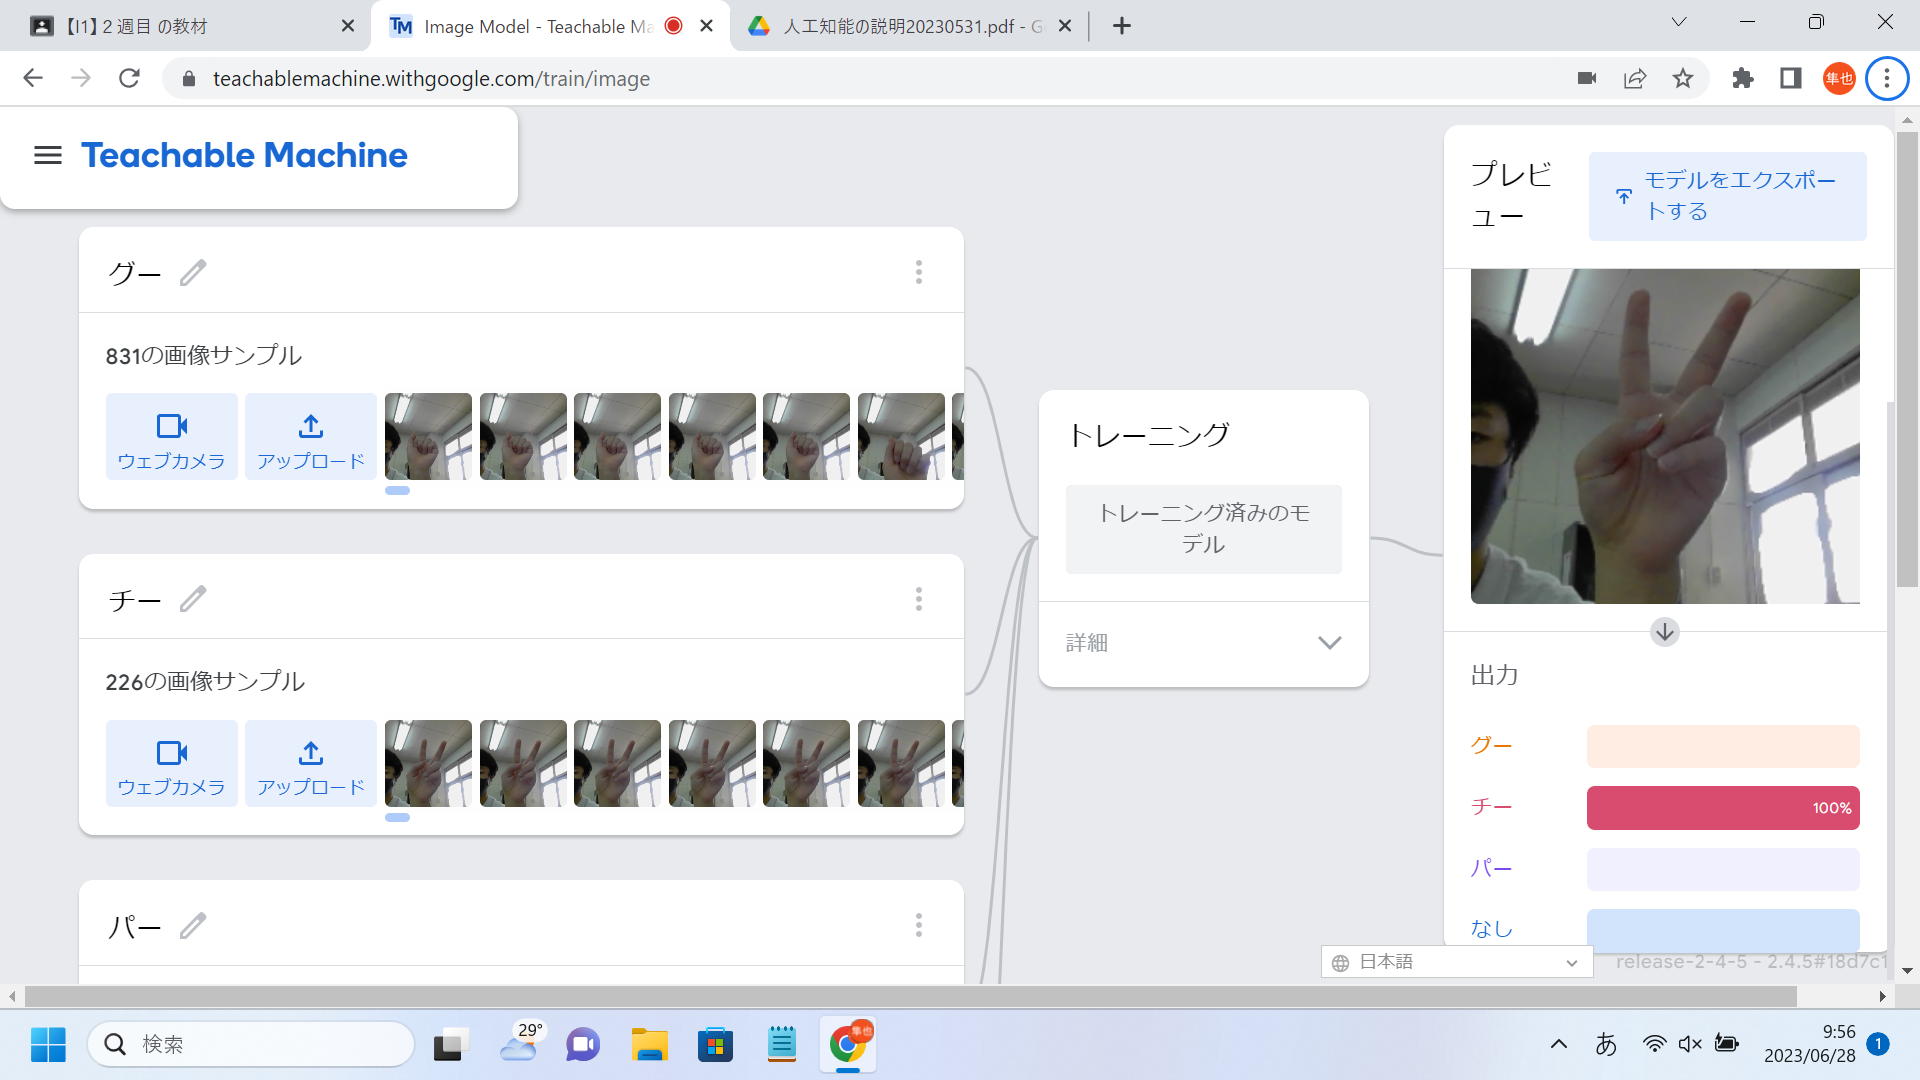 【I1】２週目 の教材
Image Model - Teachable Ma
人工知能の説明20230531.pdf - G
teachablemachine.withgoogle.com/train/image
隼也
Teachable Machine
グー
831の画像サンプル
ウェブカメラ
アップロード
チー
226の画像サンプル
ウェブカメラ
アップロード
パー
トレーニング
トレーニング済みのモ
デル
詳細
プレビ
ュー
モデルをエクスポー
トする
出力
グー
チー
100%
パー
なし
日本語
release-2-4-5 - 2.4.5#18d7c1
検索
29°
隼也
あ
9:56
2023/06/28
1